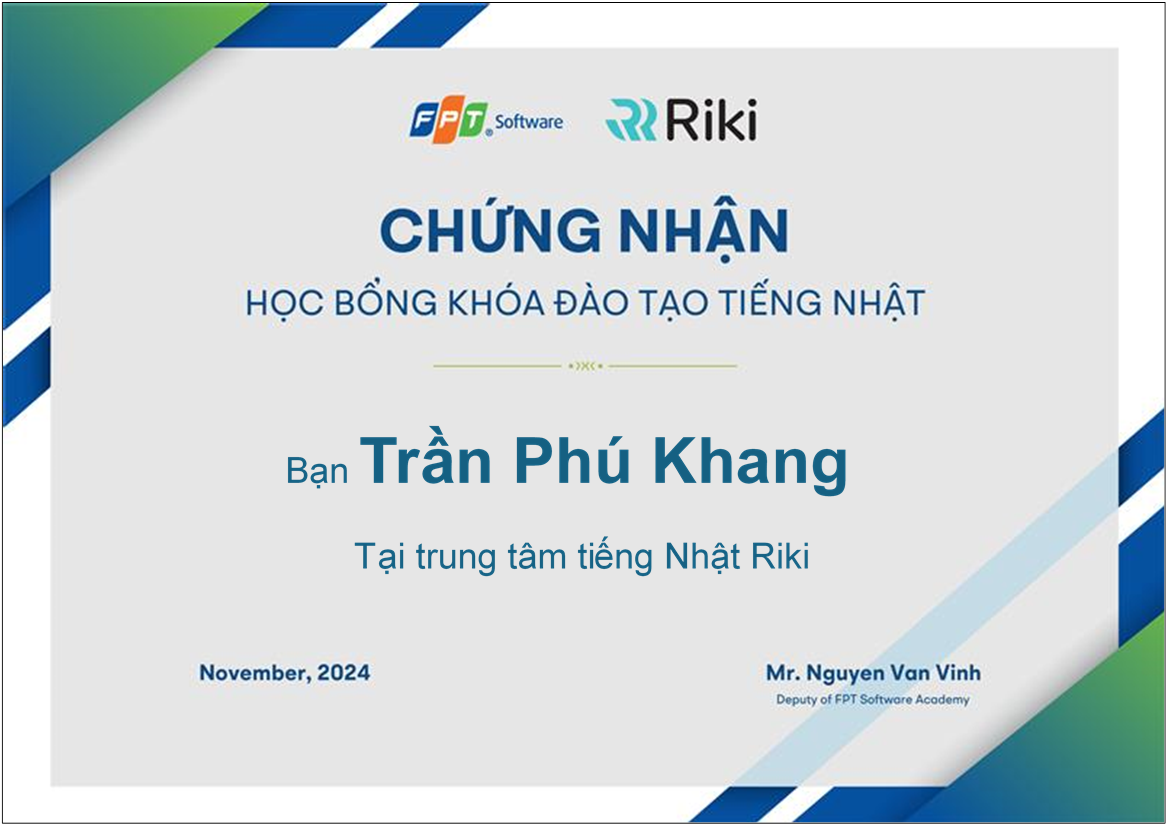 FPT Software Riki
CHỨNG NHẬN
HỌC BỔNG KHÓA ĐÀO TẠO TIẾNG NHẬT
Bạn Trần Phú Khang
Tại trung tâm tiếng Nhật Riki
November, 2024
Mr. Nguyen Van Vinh
Deputy of FPT Software Academy